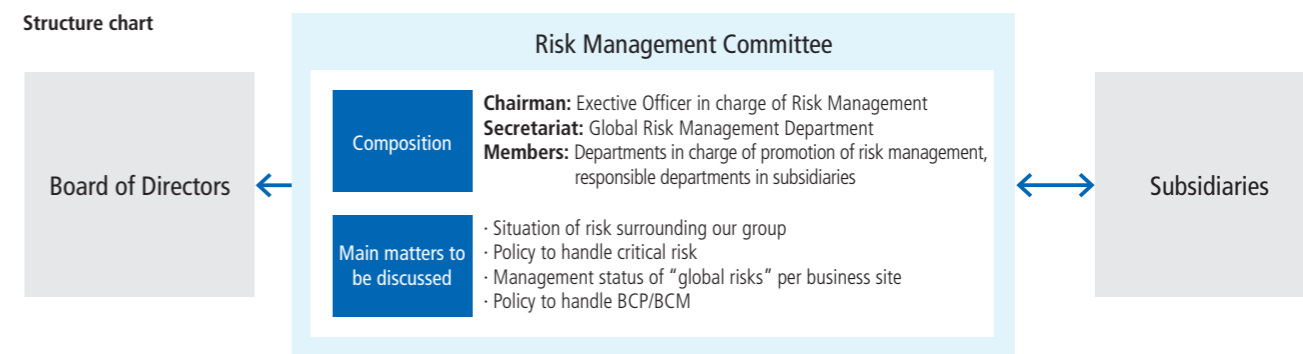 Structure chart
Risk Management Committee
Board of Directors
Composition
Chairman: Exective Officer in charge of Risk Management
Secretariat: Global Risk Management Department
Members: Departments in charge of promotion of risk management,
responsible departments in subsidiaries
Main matters to
be discussed
· Situation of risk surrounding our group
· Policy to handle critical risk
· Management status of “global risks” per business site
· Policy to handle BCP/BCM
Subsidiaries